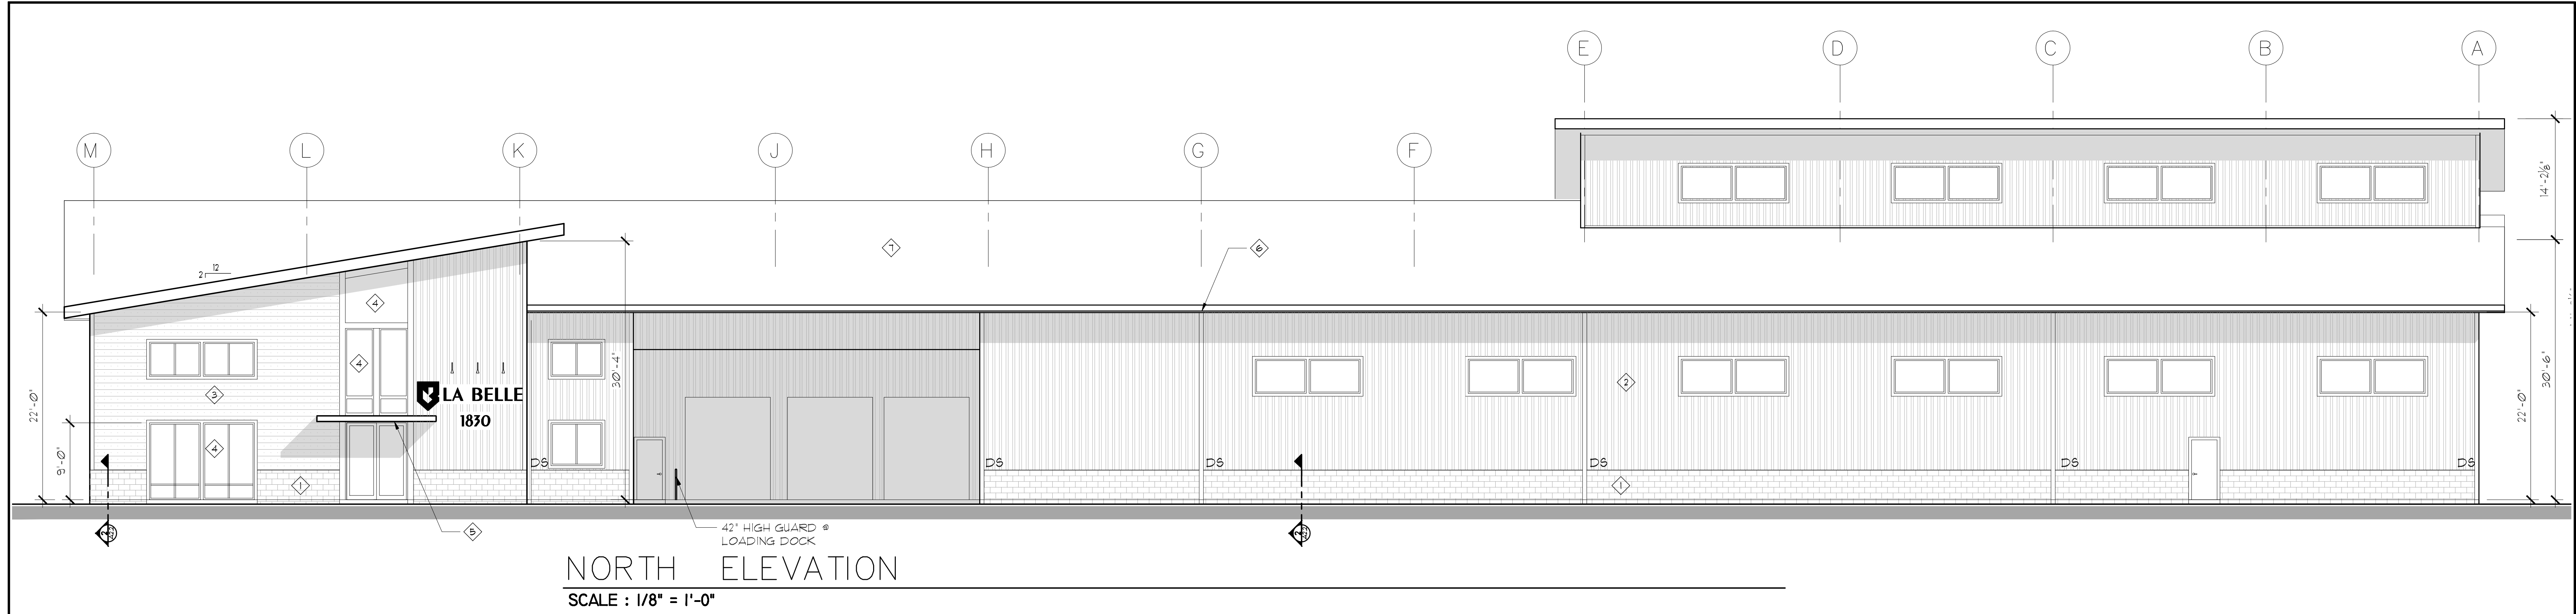 E D C B A
M L K J H G F
14'-2⅛"
7
6
12
2
4
30'-4"
4
22'-0"
3
LA BELLE
1830
2
30'-6"
22'-0"
9'-0"
4
DS DS DS DS DS DS
1
1
5
42" HIGH GUARD @
LOADING DOCK
NORTH ELEVATION
SCALE : 1/8" = 1'-0"